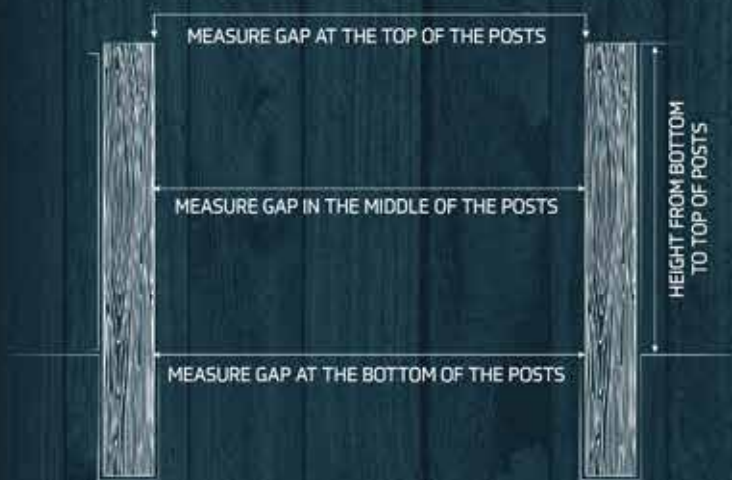 MEASURE GAP AT THE TOP OF THE POSTS
MEASURE GAP IN THE MIDDLE OF THE POSTS
MEASURE GAP AT THE BOTTOM OF THE POSTS
HEIGHT FROM BOTTOM
TO TOP OF POSTS